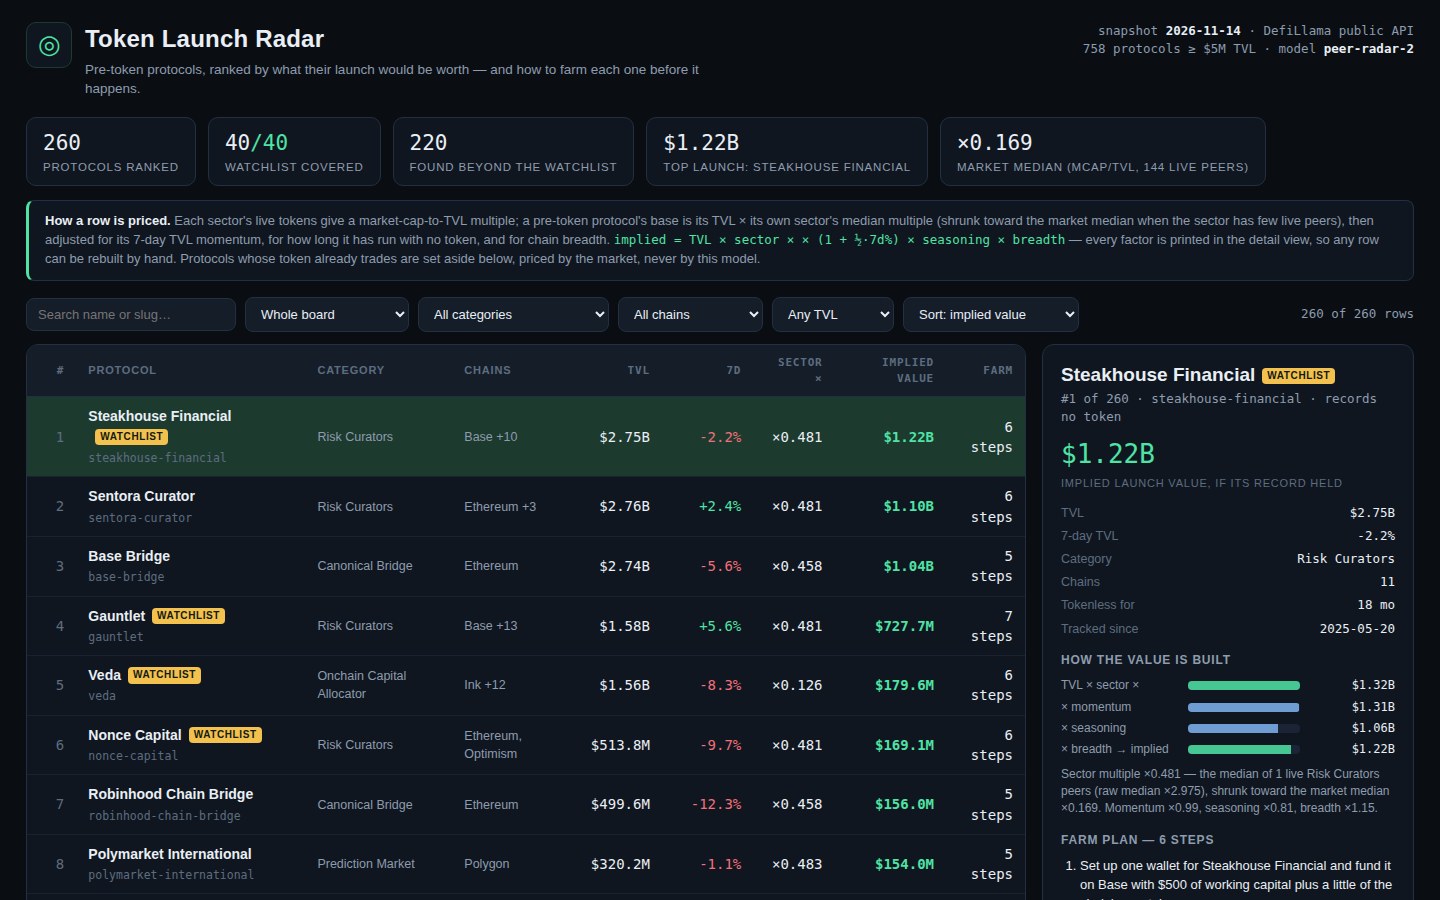 Token Launch Radar
Pre-token protocols, ranked by what their launch would be worth — and how to farm each one before it
happens.
snapshot 2026-11-14 · DefiLlama public API
758 protocols ≥ $5M TVL · model peer-radar-2
260
PROTOCOLS RANKED
40/40
WATCHLIST COVERED
220
FOUND BEYOND THE WATCHLIST
$1.22B
TOP LAUNCH: STEAKHOUSE FINANCIAL
×0.169
MARKET MEDIAN (MCAP/TVL, 144 LIVE PEERS)
How a row is priced. Each sector's live tokens give a market-cap-to-TVL multiple; a pre-token protocol's base is its TVL × its own sector's median multiple (shrunk toward the market median when the sector has few live peers), then
adjusted for its 7-day TVL momentum, for how long it has run with no token, and for chain breadth. implied = TVL × sector × × (1 + ½·7d%) × seasoning × breadth — every factor is printed in the detail view, so any row
can be rebuilt by hand. Protocols whose token already trades are set aside below, priced by the market, never by this model.
Search name or slug… Whole board All categories All chains Any TVL Sort: implied value 260 of 260 rows
# PROTOCOL CATEGORY CHAINS TVL 7D SECTOR × IMPLIED VALUE FARM
1 Steakhouse Financial WATCHLIST steakhouse-financial Risk Curators Base +10 $2.75B -2.2% ×0.481 $1.22B 6 steps
2 Sentora Curator sentora-curator Risk Curators Ethereum +3 $2.76B +2.4% ×0.481 $1.10B 6 steps
3 Base Bridge base-bridge Canonical Bridge Ethereum $2.74B -5.6% ×0.458 $1.04B 5 steps
4 Gauntlet WATCHLIST gauntlet Risk Curators Base +13 $1.58B +5.6% ×0.481 $727.7M 7 steps
5 Veda WATCHLIST veda Onchain Capital Allocator Ink +12 $1.56B -8.3% ×0.126 $179.6M 6 steps
6 Nonce Capital WATCHLIST nonce-capital Risk Curators Ethereum, Optimism $513.8M -9.7% ×0.481 $169.1M 6 steps
7 Robinhood Chain Bridge robinhood-chain-bridge Canonical Bridge Ethereum $499.6M -12.3% ×0.458 $156.0M 5 steps
8 Polymarket International polymarket-international Prediction Market Polygon $320.2M -1.1% ×0.483 $154.0M 5 steps
Steakhouse Financial WATCHLIST
#1 of 260 · steakhouse-financial · records
no token
$1.22B
IMPLIED LAUNCH VALUE, IF ITS RECORD HELD
TVL $2.75B
7-day TVL -2.2%
Category Risk Curators
Chains 11
Tokenless for 18 mo
Tracked since 2025-05-20
HOW THE VALUE IS BUILT
TVL × sector × $1.32B
× momentum $1.31B
× seasoning $1.06B
× breadth → implied $1.22B
Sector multiple ×0.481 — the median of 1 live Risk Curators
peers (raw median ×2.975), shrunk toward the market median
×0.169. Momentum ×0.99, seasoning ×0.81, breadth ×1.15.
FARM PLAN — 6 STEPS
1. Set up one wallet for Steakhouse Financial and fund it
on Base with $500 of working capital plus a little of the